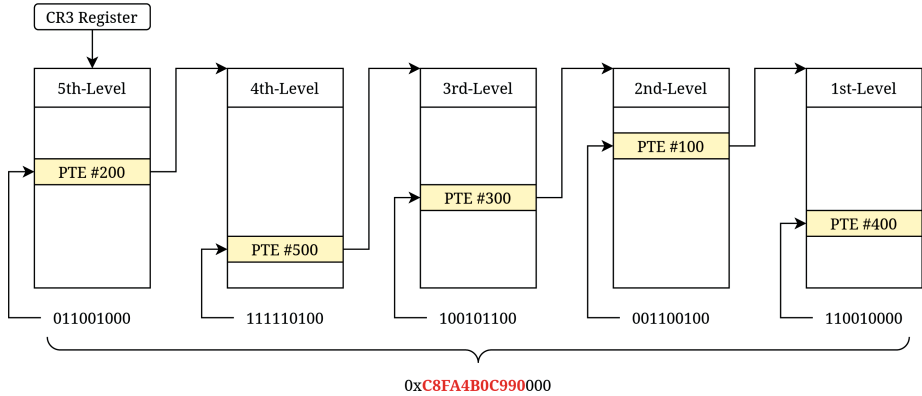 CR3 Register
5th-Level
4th-Level
3rd-Level
2nd-Level
1st-Level
PTE #200
PTE #500
PTE #300
PTE #100
PTE #400
011001000
111110100
100101100
001100100
110010000
0xC8FA4B0C990000